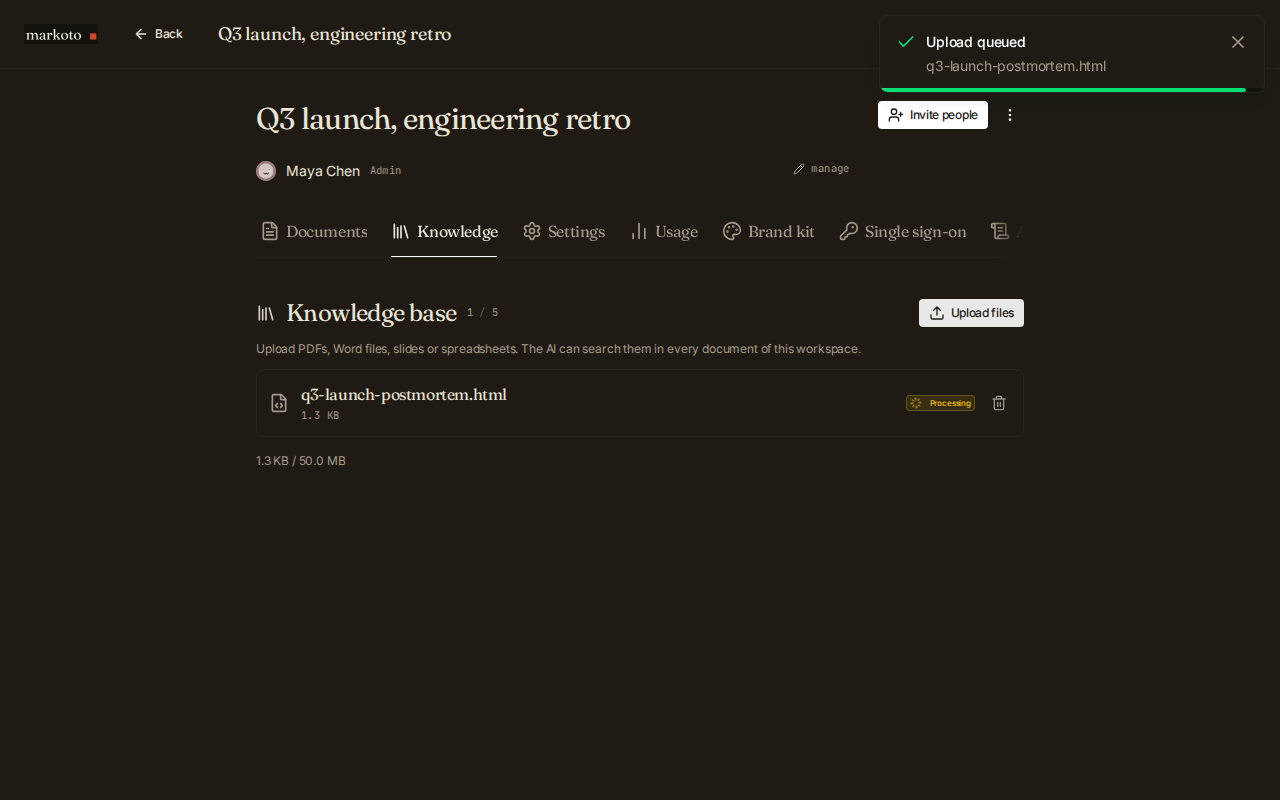 markoto
Back
Q3 launch, engineering retro
Upload queued
q3-launch-postmortem.html
Q3 launch, engineering retro
Invite people
Maya Chen Admin
manage
Documents Knowledge Settings Usage Brand kit Single sign-on
Knowledge base 1 / 5
Upload files
Upload PDFs, Word files, slides or spreadsheets. The AI can search them in every document of this workspace.
q3-launch-postmortem.html
1.3 KB
Processing
1.3 KB / 50.0 MB